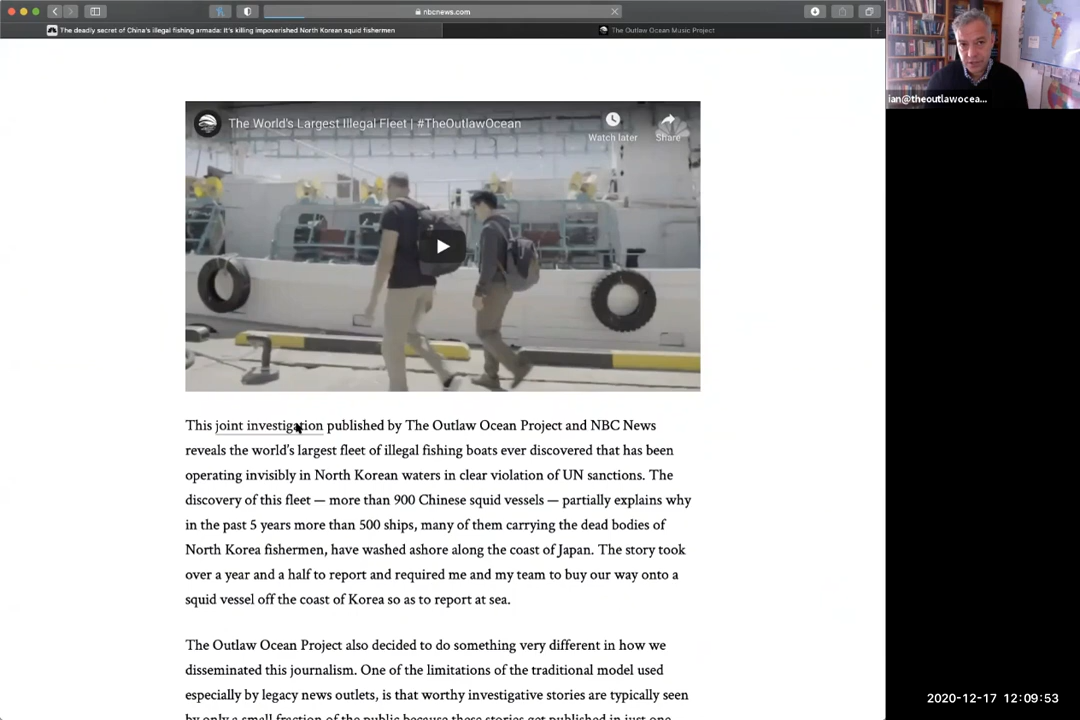 nbcnews.com
The deadly secret of China's illegal fishing armada: It's killing impoverished North Korean squid fishermen
The Outlaw Ocean Music Project
ian@theoutlawocea...
The World's Largest Illegal Fleet | #TheOutlawOcean
Watch later
Share
This joint investigation published by The Outlaw Ocean Project and NBC News
reveals the world's largest fleet of illegal fishing boats ever discovered that has been
operating invisibly in North Korean waters in clear violation of UN sanctions. The
discovery of this fleet — more than 900 Chinese squid vessels — partially explains why
in the past 5 years more than 500 ships, many of them carrying the dead bodies of
North Korea fishermen, have washed ashore along the coast of Japan. The story took
over a year and a half to report and required me and my team to buy our way onto a
squid vessel off the coast of Korea so as to report at sea.
The Outlaw Ocean Project also decided to do something very different in how we
disseminated this journalism. One of the limitations of the traditional model used
especially by legacy news outlets, is that worthy investigative stories are typically seen
by only a small fraction of the public because these stories get published in just one
2020-12-17 12:09:53